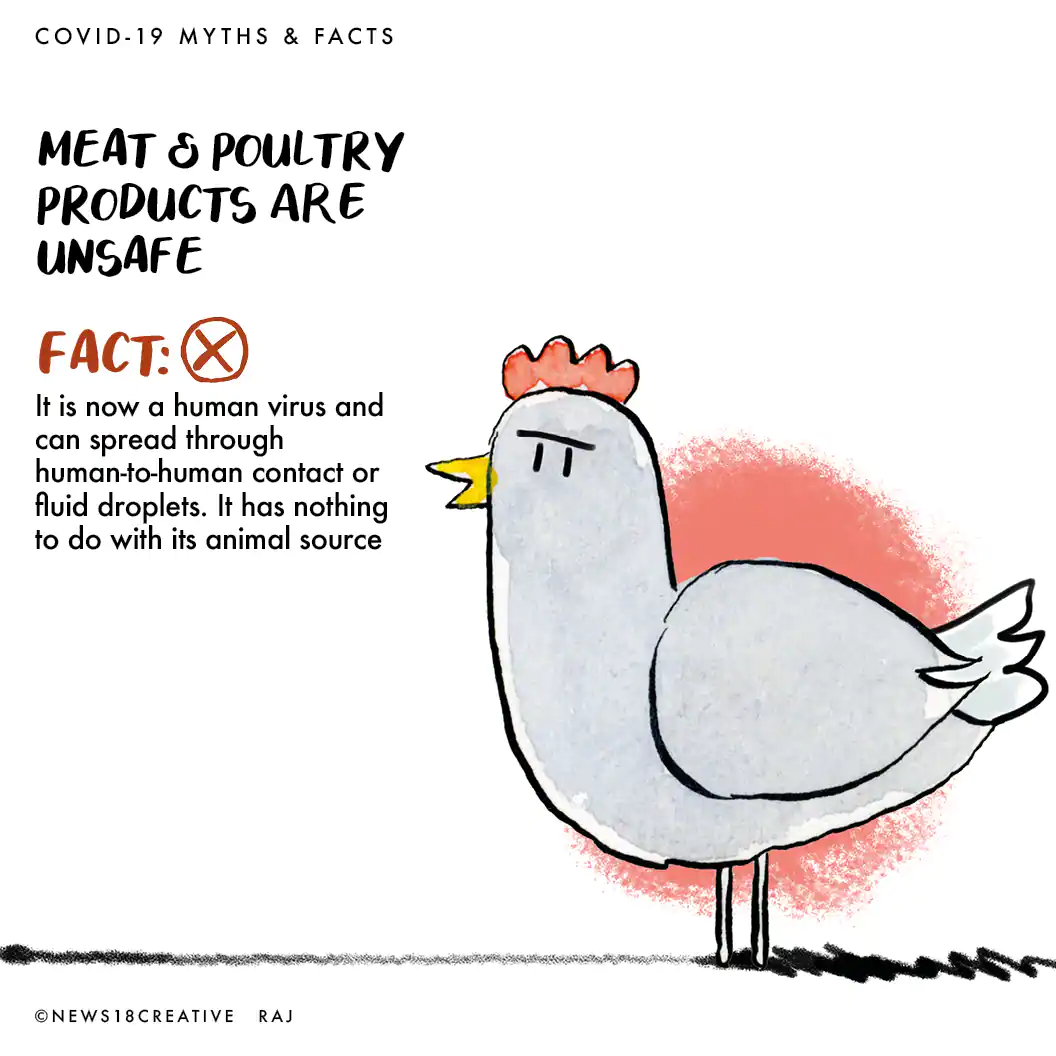 COVID-19 MYTHS & FACTS
MEAT & POULTRY
PRODUCTS ARE
UNSAFE
FACT:
It is now a human virus and
can spread through
human-to-human contact or
fluid droplets. It has nothing
to do with its animal source
©NEWS18CREATIVE RAJ